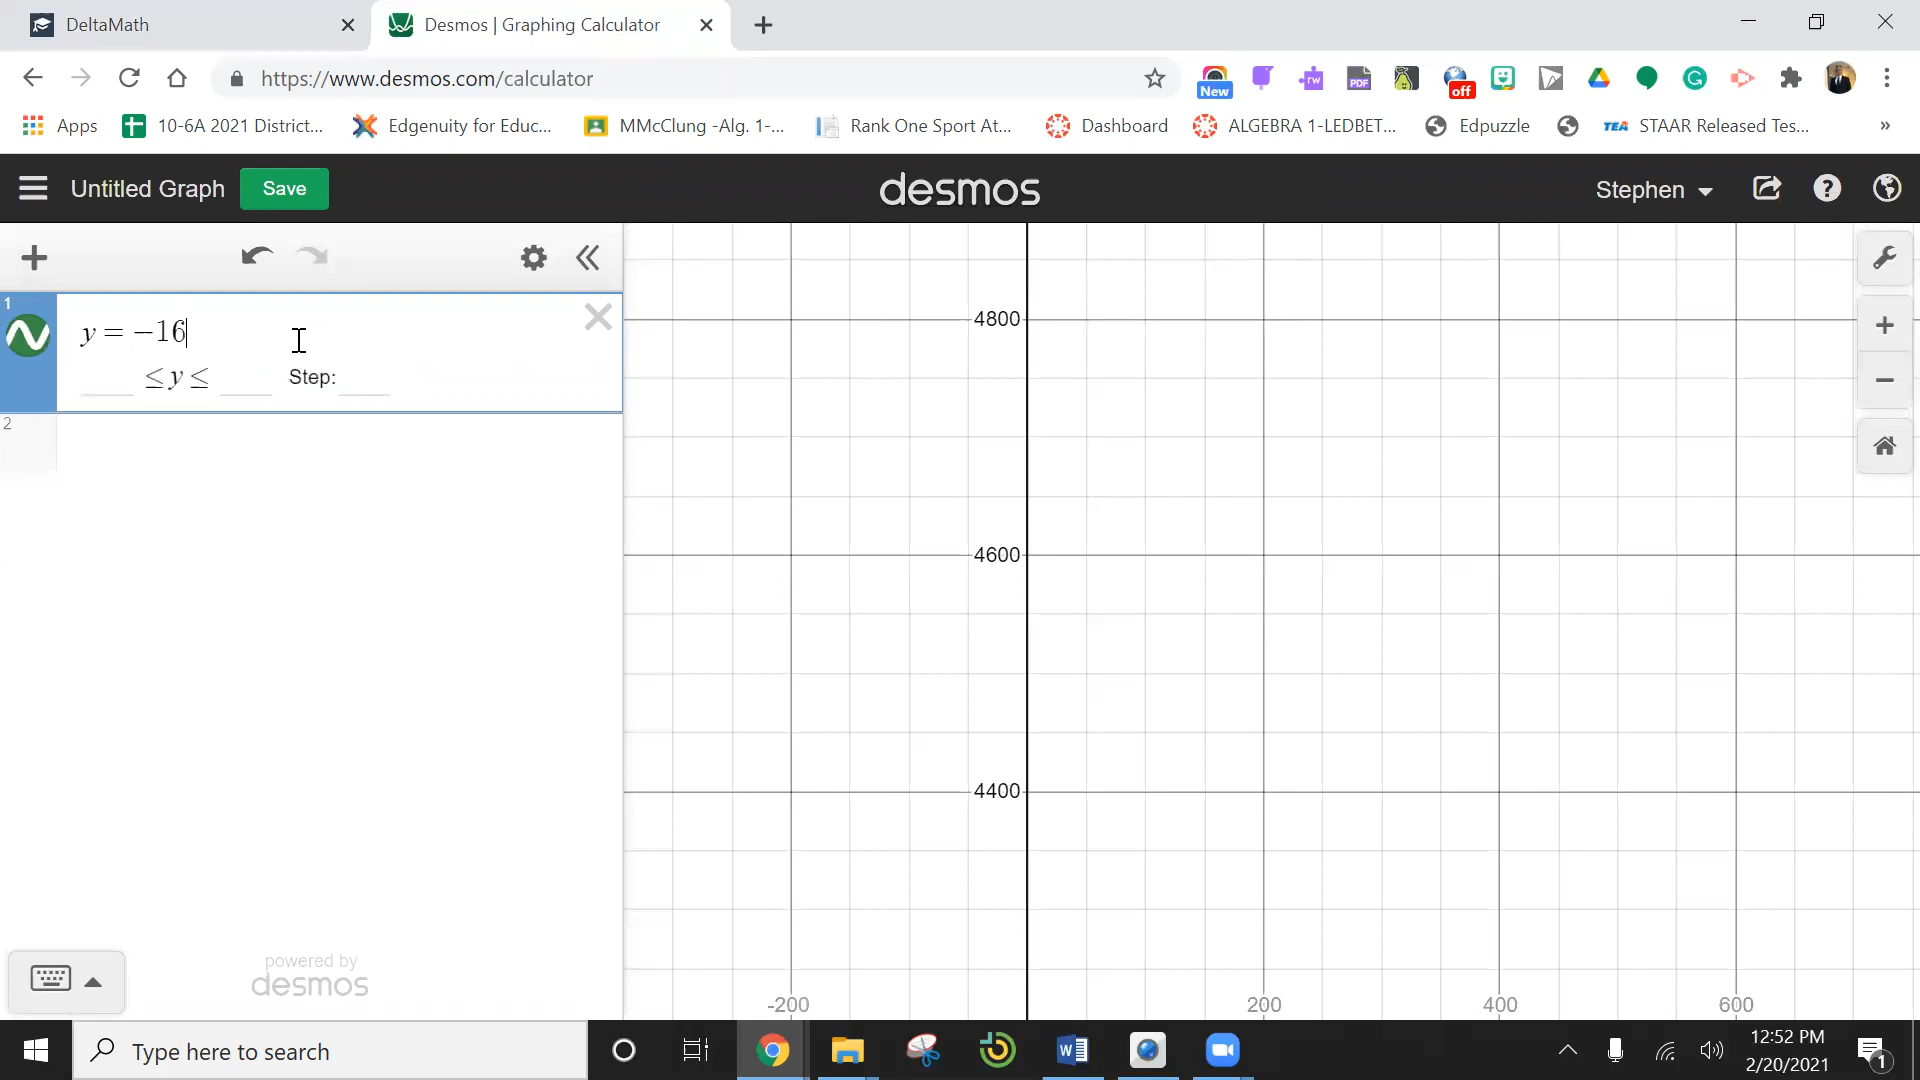 DeltaMath
Desmos | Graphing Calculator
https://www.desmos.com/calculator
New
rw
PDF
off
Apps
10-6A 2021 District...
Edgenuity for Educ...
MMcClung -Alg. 1-...
Rank One Sport At...
Dashboard
ALGEBRA 1-LEDBET...
Edpuzzle
TEA
STAAR Released Tes...
»
Untitled Graph
Save
desmos
Stephen
1
y = −16
≤ y ≤
Step:
2
4800
4600
4400
-200
200
400
600
powered by
desmos
Type here to search
12:52 PM
2/20/2021
1